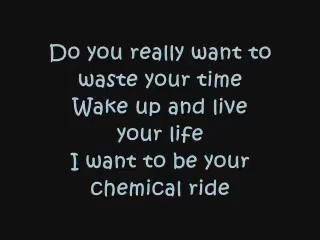 Do you really want to
waste your time
Wake up and live
your life
I want to be your
chemical ride